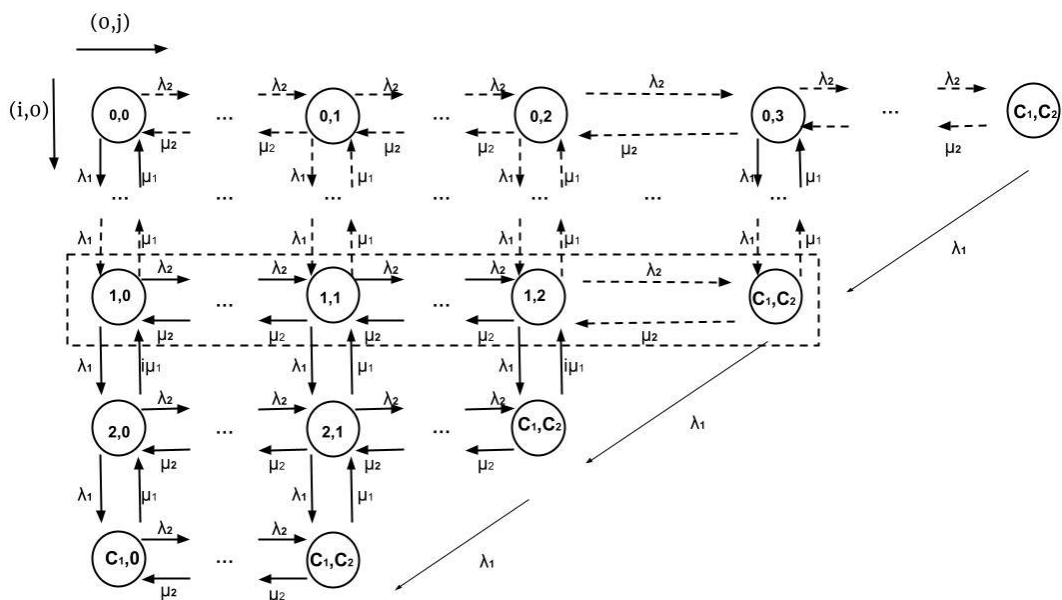 (0,j)
(i,0)
λ₂ λ₂ λ₂ λ₂ λ₂ λ₂ λ₂
0,0 ... 0,1 ... 0,2 0,3 ... C₁,C₂
μ₂ μ₂ μ₂ μ₂ μ₂ μ₂
λ₁ μ₁ λ₁ μ₁ λ₁ μ₁ λ₁ μ₁
... ... ... ... ... ... ...
λ₁ μ₁ λ₁ μ₁ λ₁ μ₁ λ₁ μ₁ λ₁
λ₂ λ₂ λ₂ λ₂ λ₂
1,0 ... 1,1 ... 1,2 C₁,C₂
μ₂ μ₂ μ₂ μ₂ μ₂
λ₁ iμ₁ λ₁ μ₁ λ₁ iμ₁
λ₂ λ₂ λ₂ λ₂
2,0 ... 2,1 ... C₁,C₂ λ₁
μ₂ μ₂ μ₂ μ₂
λ₁ μ₁ λ₁ μ₁
λ₂ λ₂
C₁,0 ... C₁,C₂ λ₁
μ₂ μ₂